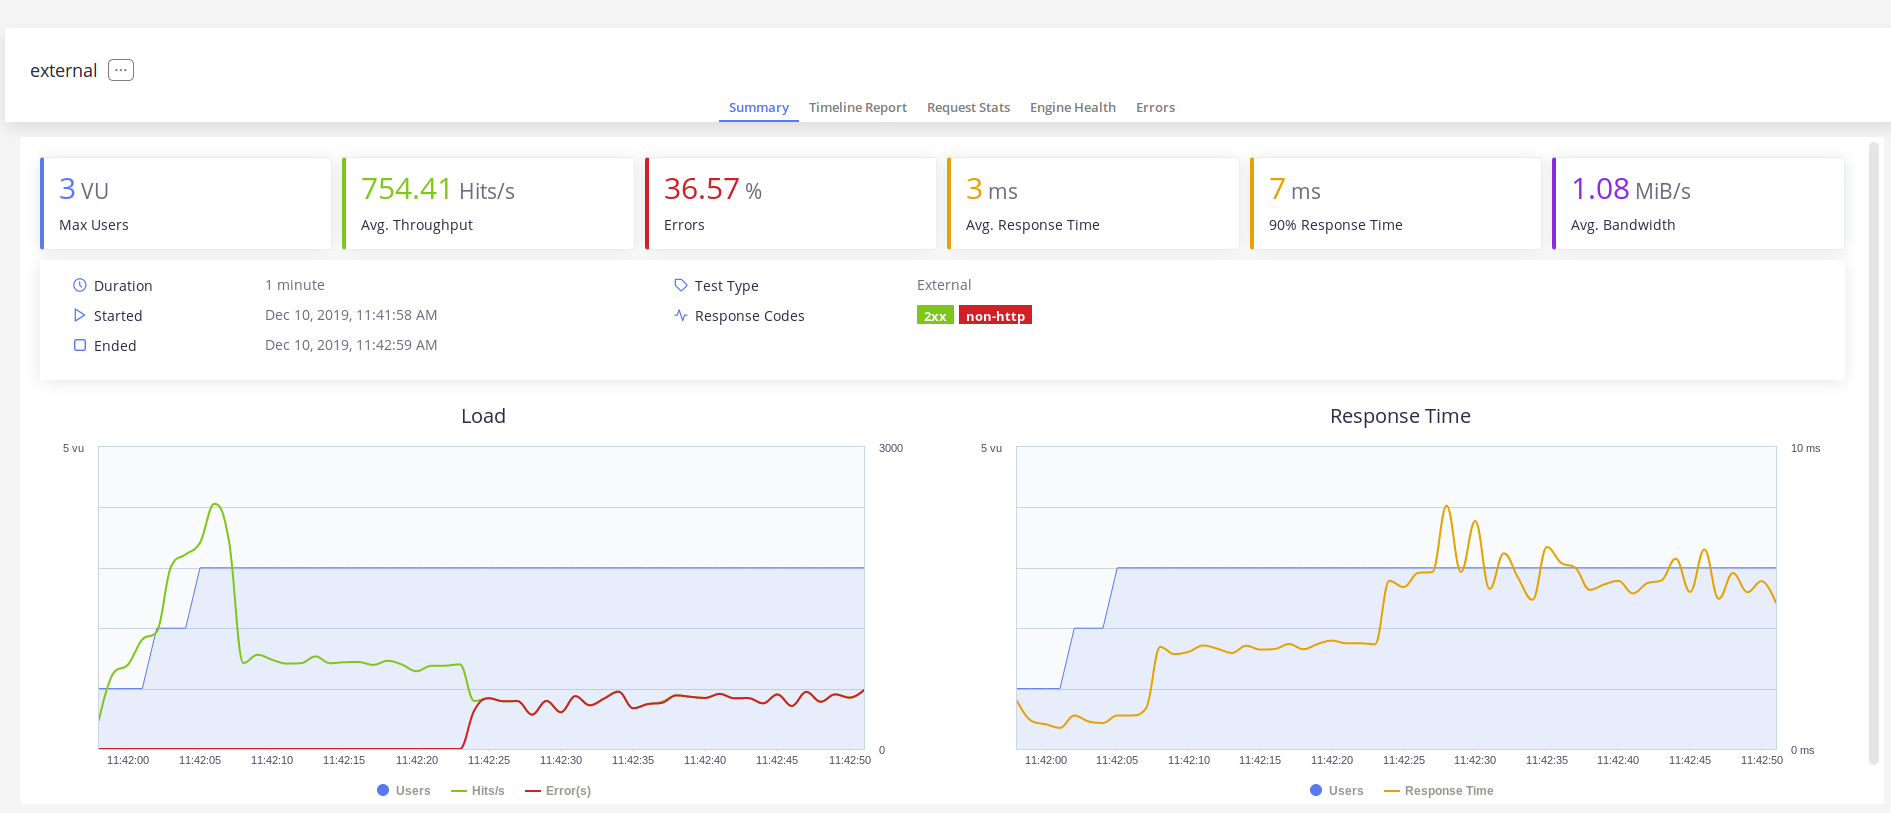 external ...
Summary Timeline Report Request Stats Engine Health Errors
3 VU 754.41 Hits/s 36.57 % 3 ms 7 ms 1.08 MiB/s
Max Users Avg. Throughput Errors Avg. Response Time 90% Response Time Avg. Bandwidth
Duration 1 minute Test Type External
Started Dec 10, 2019, 11:41:58 AM Response Codes 2xx non-http
Ended Dec 10, 2019, 11:42:59 AM
Load
5 vu 3000
0
11:42:00 11:42:05 11:42:10 11:42:15 11:42:20 11:42:25 11:42:30 11:42:35 11:42:40 11:42:45 11:42:50
Users Hits/s Error(s)
Response Time
5 vu 10 ms
0 ms
11:42:00 11:42:05 11:42:10 11:42:15 11:42:20 11:42:25 11:42:30 11:42:35 11:42:40 11:42:45 11:42:50
Users Response Time